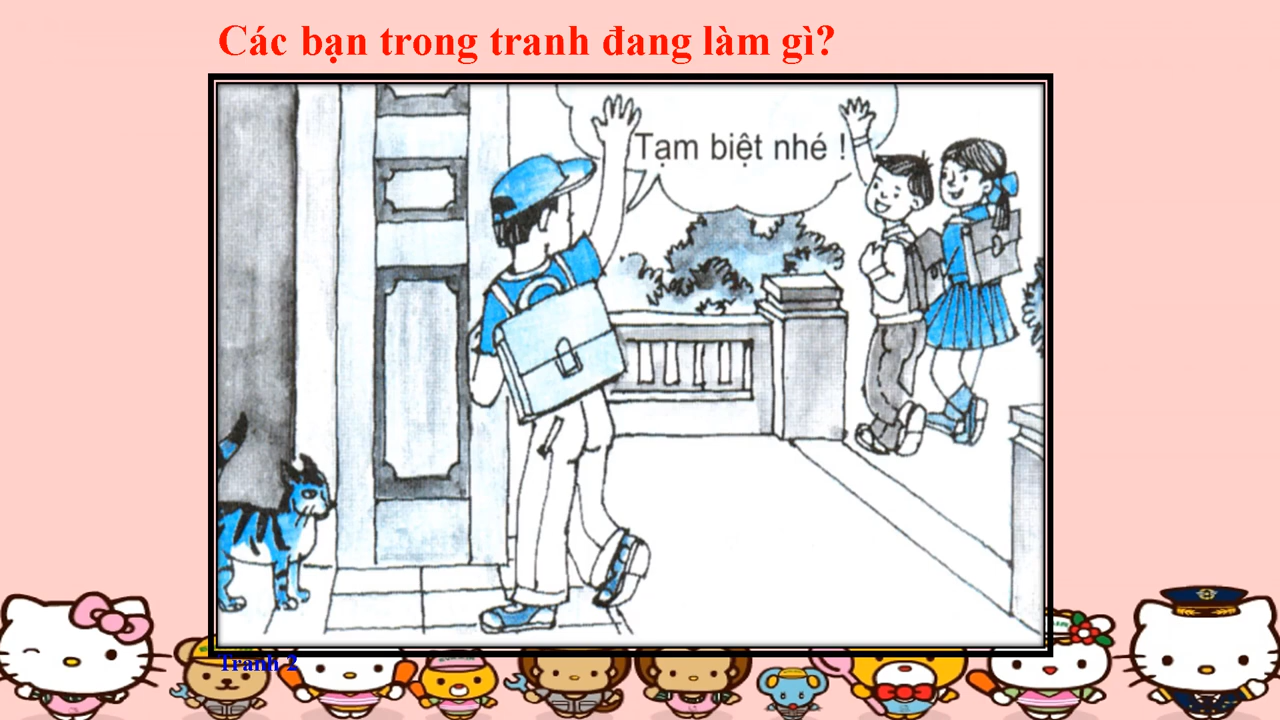 Các bạn trong tranh đang làm gì?
Tạm biệt nhé !
Tranh 2